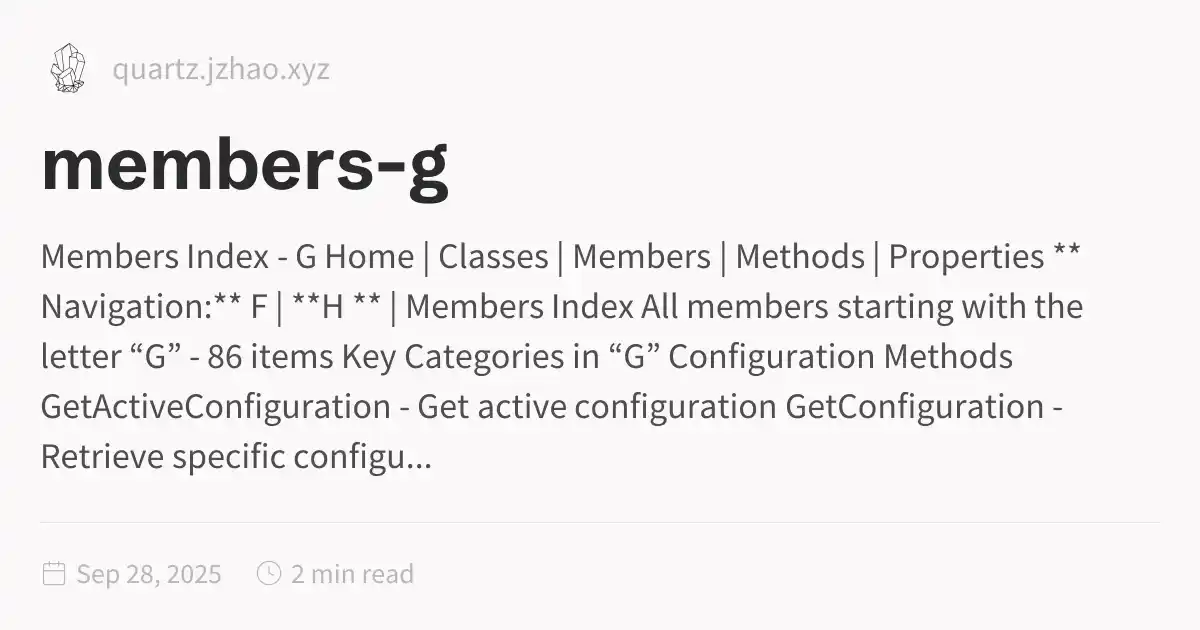 quartz.jzhao.xyz
members-g
Members Index - G Home | Classes | Members | Methods | Properties **
Navigation:** F | **H ** | Members Index All members starting with the
letter “G” - 86 items Key Categories in “G” Configuration Methods
GetActiveConfiguration - Get active configuration GetConfiguration -
Retrieve specific configu...
Sep 28, 2025 2 min read